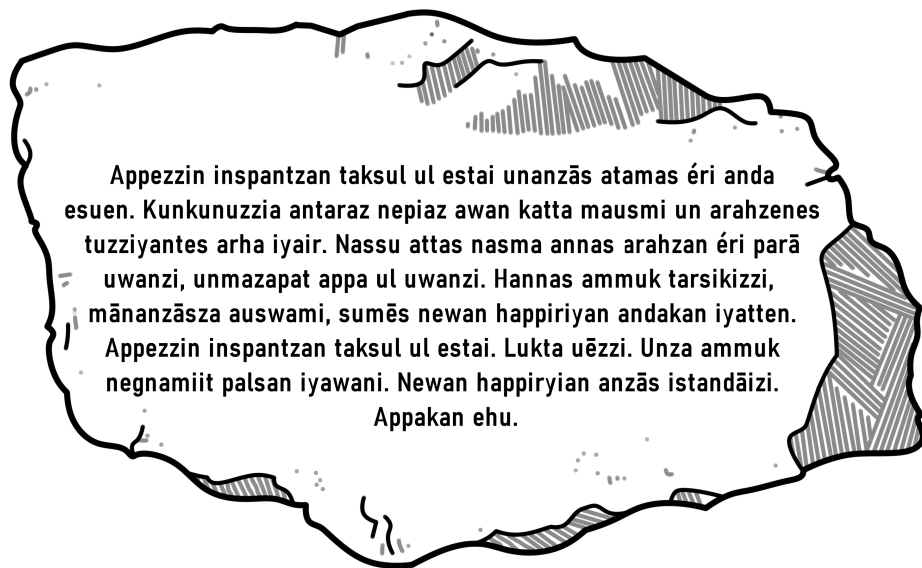 Appezzin inspantzan taksul ul estai unanzās atamas éri anda
esuen. Kunkunuzzia antaraz nepiaz awan katta mausmi un arahzenes
tuzziyantes arha iyair. Nassu attas nasma annas arahzan éri parā
uwanzi, unmazapat appa ul uwanzi. Hannas ammuk tarsikizzi,
mānanzāsza auswami, sumēs newan happiriyan andakan iyatten.
Appezzin inspantzan taksul ul estai. Lukta uēzzi. Unza ammuk
negnamiit palsan iyawani. Newan happiryian anzās istandāizi.
Appakan ehu.